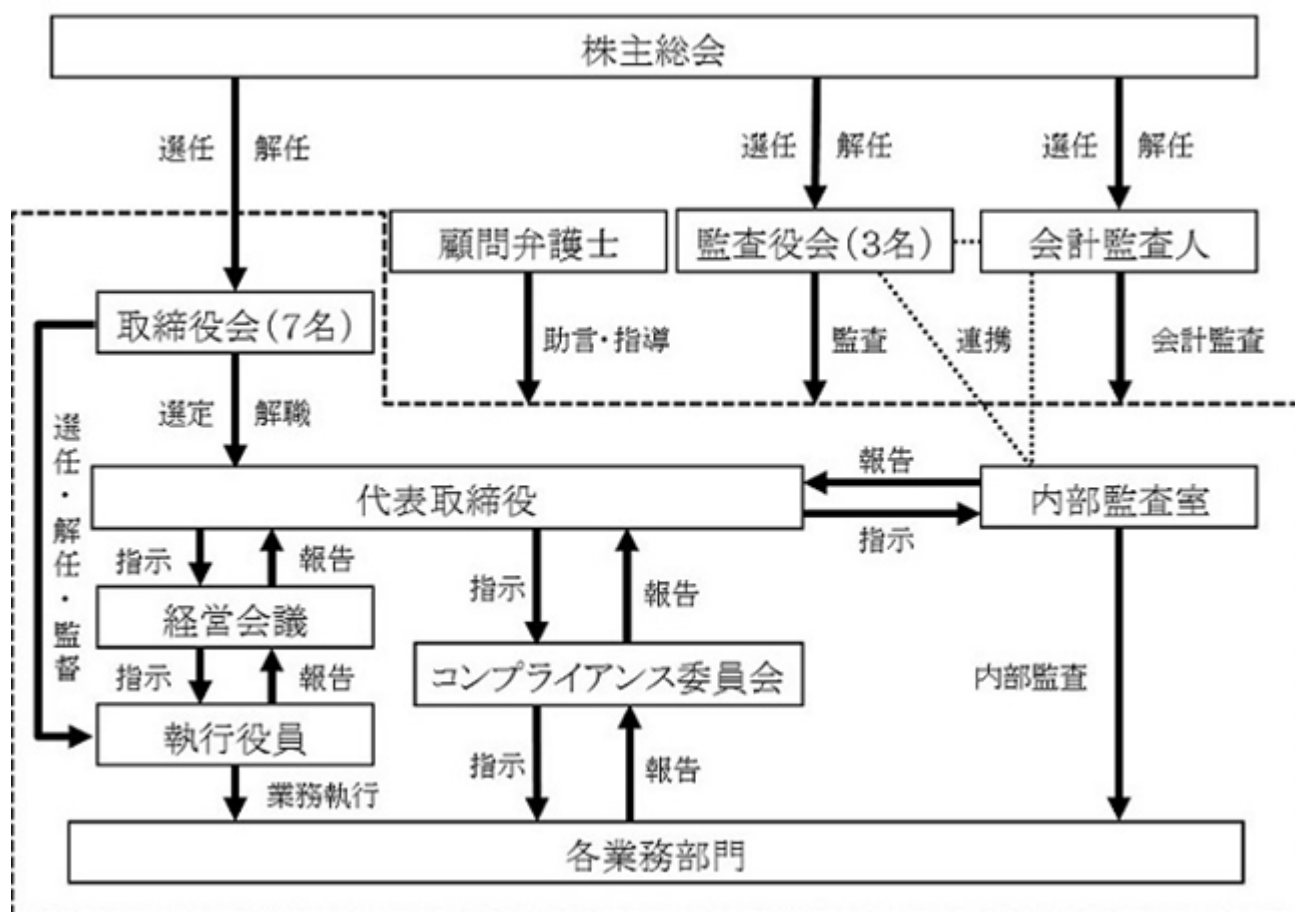 株主総会
選任 解任
選任 解任
選任 解任
顧問弁護士
監査役会(3名)
会計監査人
取締役会(7名)
助言・指導
監査
連携
会計監査
選定 解職
選任・解任・監督
代表取締役
報告
指示
内部監査室
指示 報告
経営会議
指示 報告
執行役員
業務執行
指示 報告
コンプライアンス委員会
指示 報告
内部監査
各業務部門